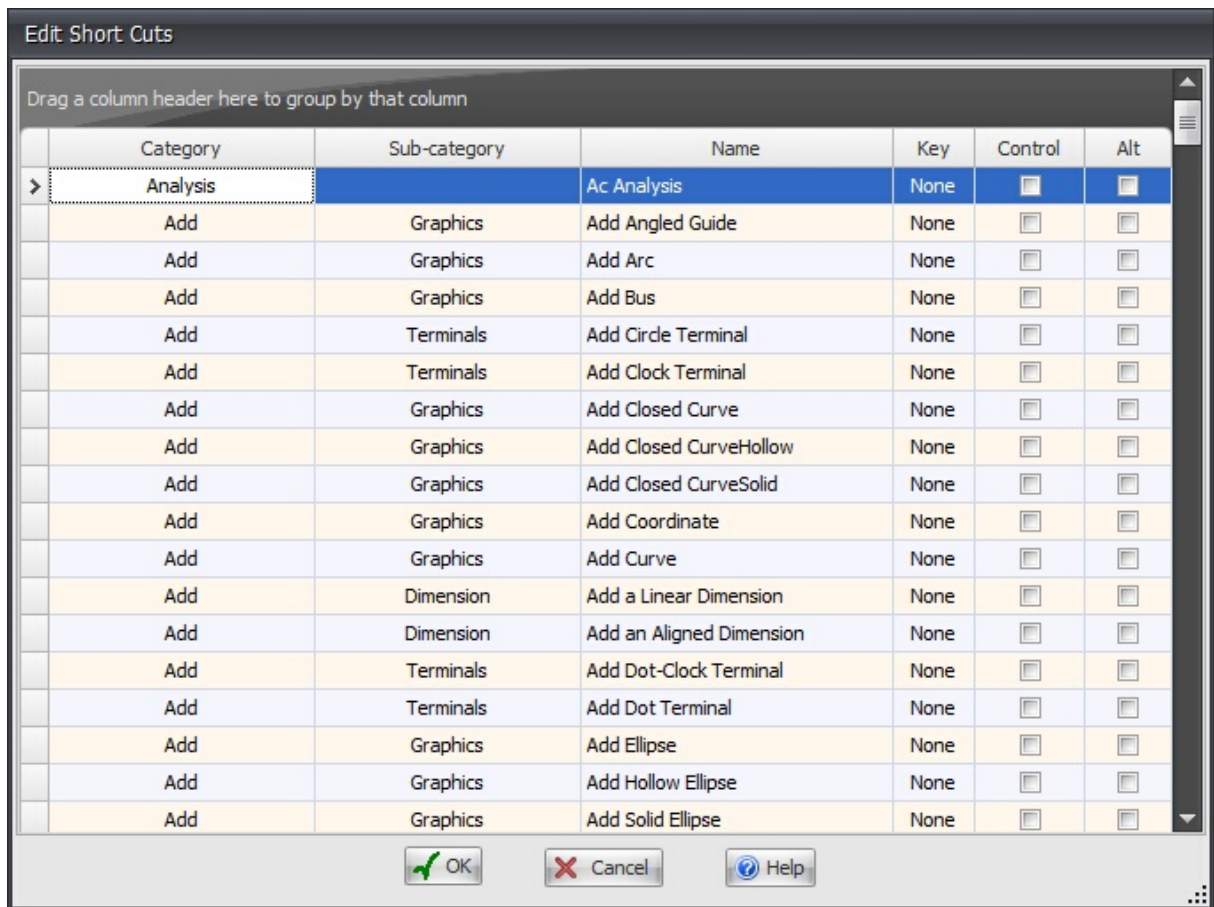 Edit Short Cuts
Drag a column header here to group by that column
Category Sub-category Name Key Control Alt
Analysis Ac Analysis None
Add Graphics Add Angled Guide None
Add Graphics Add Arc None
Add Graphics Add Bus None
Add Terminals Add Circle Terminal None
Add Terminals Add Clock Terminal None
Add Graphics Add Closed Curve None
Add Graphics Add Closed CurveHollow None
Add Graphics Add Closed CurveSolid None
Add Graphics Add Coordinate None
Add Graphics Add Curve None
Add Dimension Add a Linear Dimension None
Add Dimension Add an Aligned Dimension None
Add Terminals Add Dot-Clock Terminal None
Add Terminals Add Dot Terminal None
Add Graphics Add Ellipse None
Add Graphics Add Hollow Ellipse None
Add Graphics Add Solid Ellipse None
OK Cancel Help